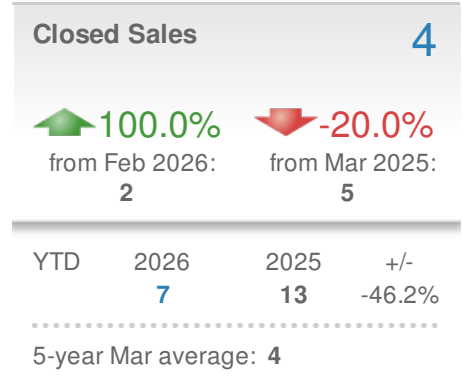 Closed Sales 4
100.0% -20.0%
from Feb 2026: from Mar 2025:
2 5
YTD 2026 2025 +/-
7 13 -46.2%
5-year Mar average: 4